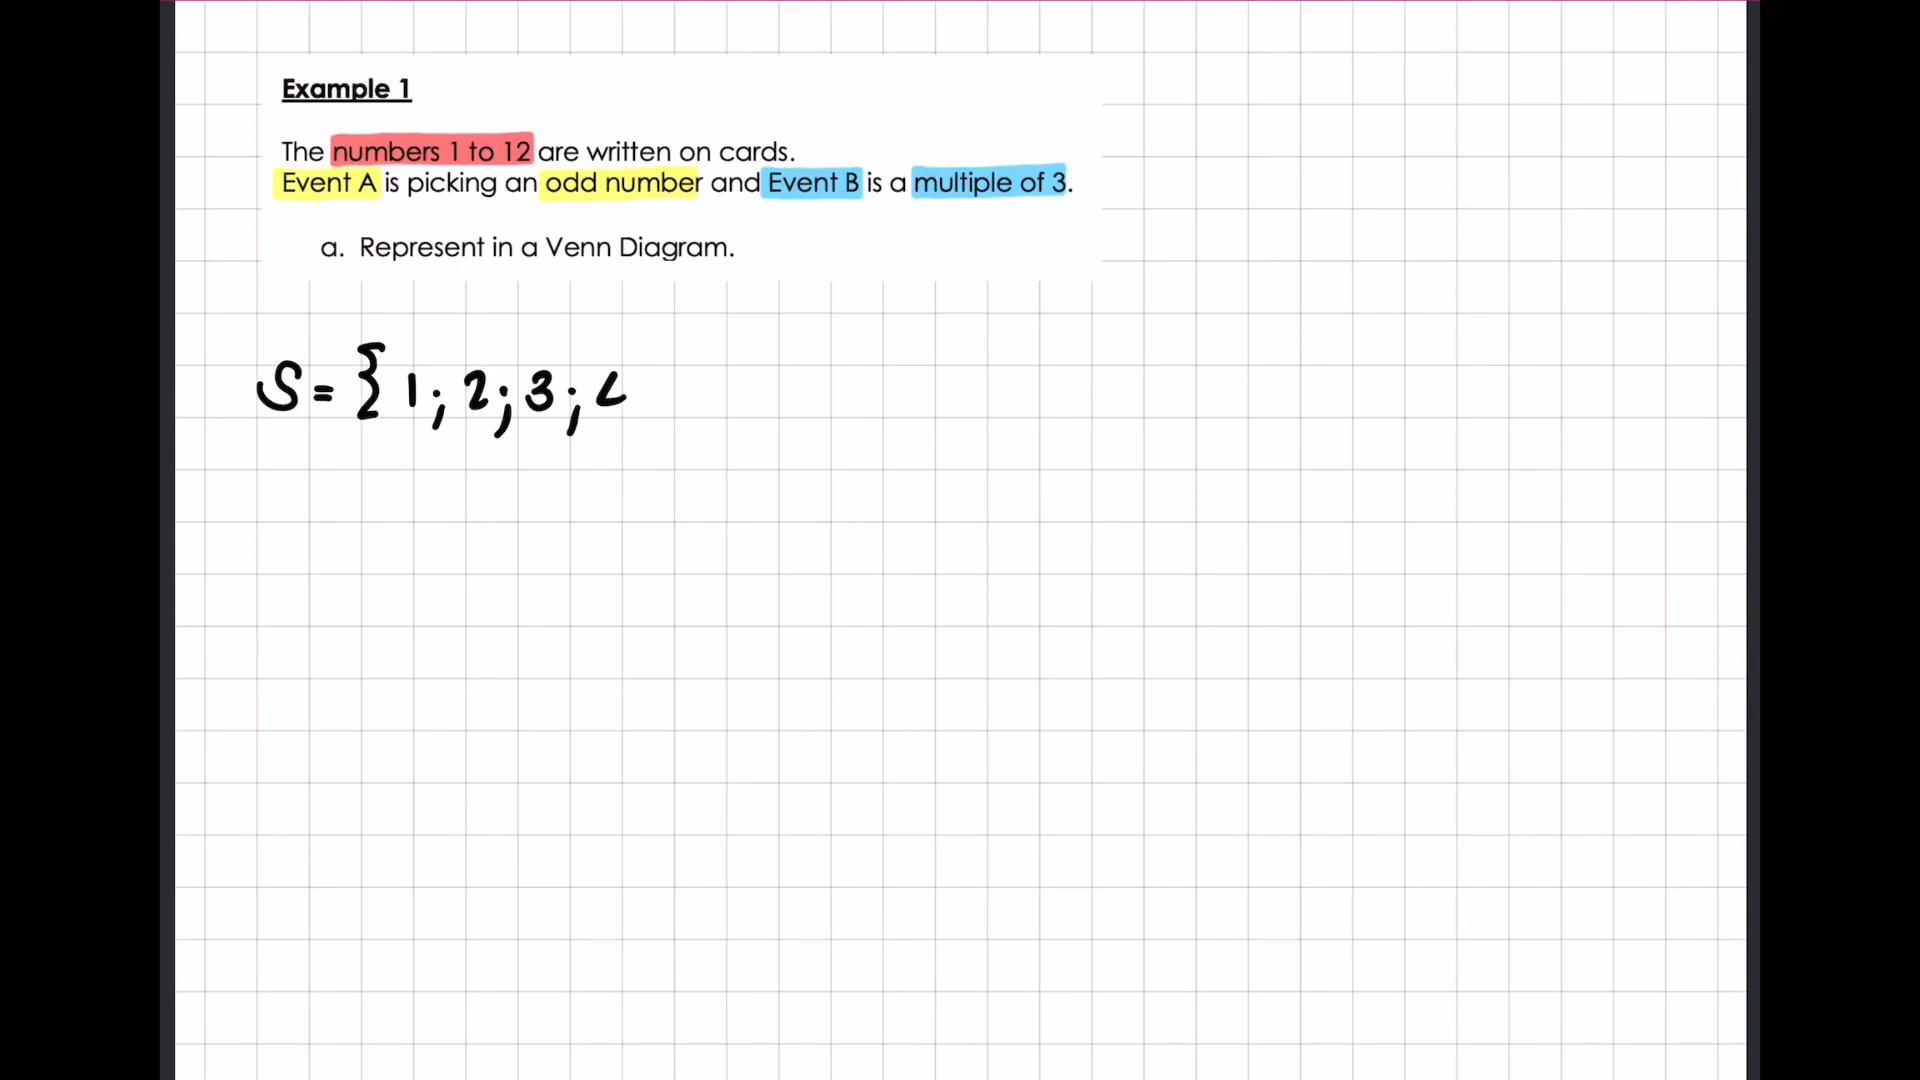 Example 1
The numbers 1 to 12 are written on cards.
Event A is picking an odd number and Event B is a multiple of 3.
a. Represent in a Venn Diagram.
S = { 1 ; 2 ; 3 ;